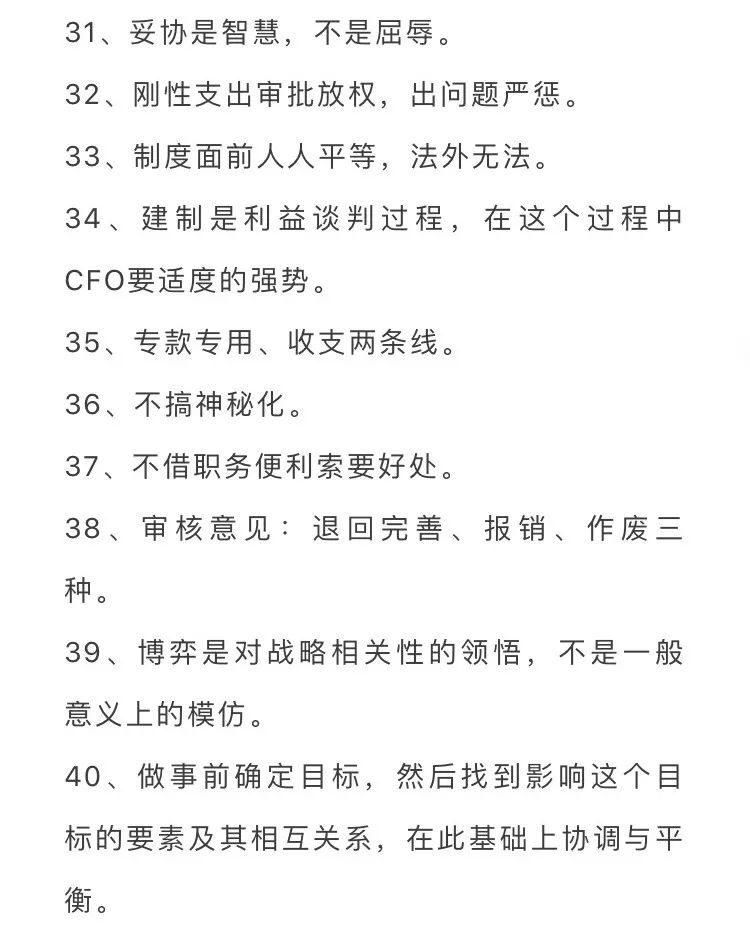 31、妥协是智慧，不是屈辱。
32、刚性支出审批放权，出问题严惩。
33、制度面前人人平等，法外无法。
34、建制是利益谈判过程，在这个过程中
CFO要适度的强势。
35、专款专用、收支两条线。
36、不搞神秘化。
37、不借职务便利索要好处。
38、审核意见：退回完善、报销、作废三
种。
39、博弈是对战略相关性的领悟，不是一般
意义上的模仿。
40、做事前确定目标，然后找到影响这个目
标的要素及其相互关系，在此基础上协调与平
衡。